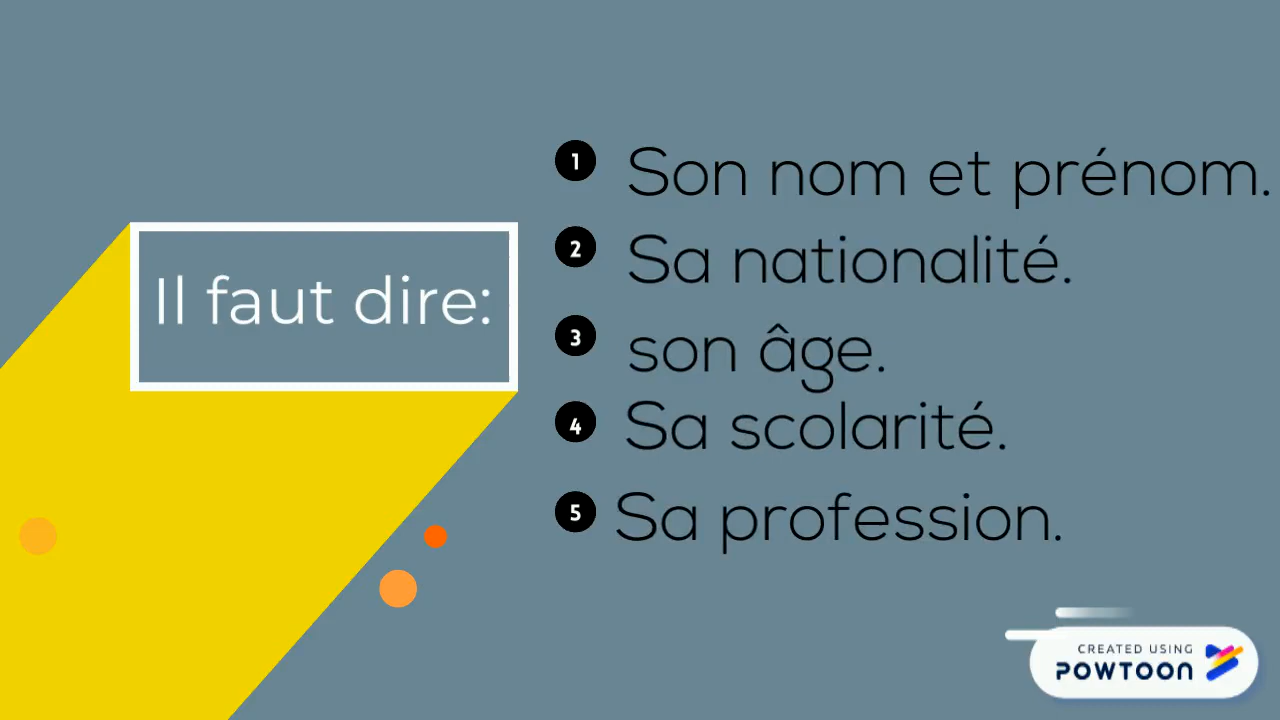 Il faut dire:
1 Son nom et prénom.
2 Sa nationalité.
3 son âge.
4 Sa scolarité.
5 Sa profession.
CREATED USING
POWTOON